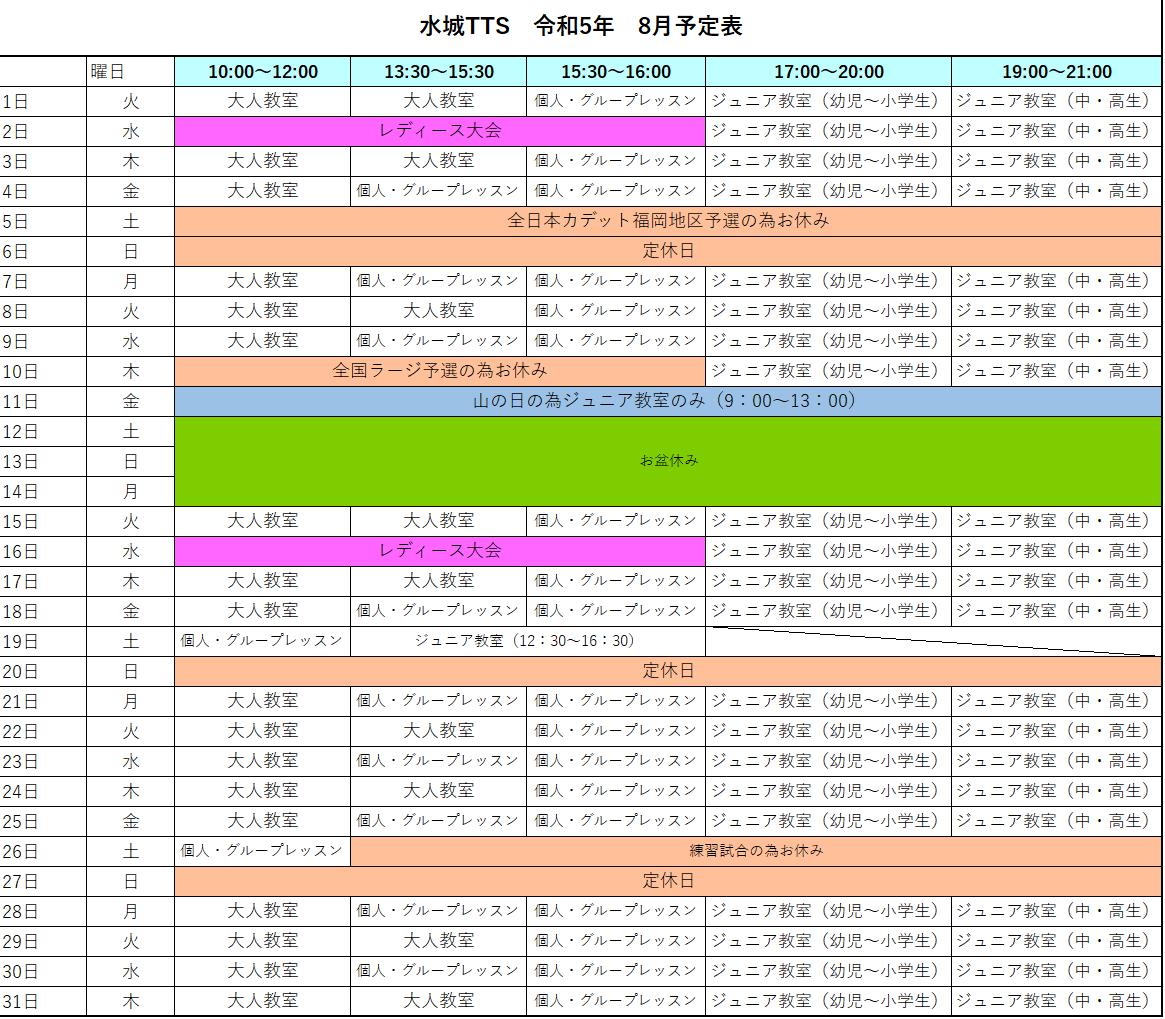 水城TTS　令和5年　8月予定表
曜日 10:00～12:00 13:30～15:30 15:30～16:00 17:00～20:00 19:00～21:00
1日 火 大人教室 大人教室 個人・グループレッスン ジュニア教室（幼児～小学生） ジュニア教室（中・高生）
2日 水 レディース大会 ジュニア教室（幼児～小学生） ジュニア教室（中・高生）
3日 木 大人教室 大人教室 個人・グループレッスン ジュニア教室（幼児～小学生） ジュニア教室（中・高生）
4日 金 大人教室 個人・グループレッスン 個人・グループレッスン ジュニア教室（幼児～小学生） ジュニア教室（中・高生）
5日 土 全日本カデット福岡地区予選の為お休み
6日 日 定休日
7日 月 大人教室 個人・グループレッスン 個人・グループレッスン ジュニア教室（幼児～小学生） ジュニア教室（中・高生）
8日 火 大人教室 大人教室 個人・グループレッスン ジュニア教室（幼児～小学生） ジュニア教室（中・高生）
9日 水 大人教室 個人・グループレッスン 個人・グループレッスン ジュニア教室（幼児～小学生） ジュニア教室（中・高生）
10日 木 全国ラージ予選の為お休み ジュニア教室（幼児～小学生） ジュニア教室（中・高生）
11日 金 山の日の為ジュニア教室のみ（9：00～13：00）
12日 土
13日 日 お盆休み
14日 月
15日 火 大人教室 大人教室 個人・グループレッスン ジュニア教室（幼児～小学生） ジュニア教室（中・高生）
16日 水 レディース大会 ジュニア教室（幼児～小学生） ジュニア教室（中・高生）
17日 木 大人教室 大人教室 個人・グループレッスン ジュニア教室（幼児～小学生） ジュニア教室（中・高生）
18日 金 大人教室 個人・グループレッスン 個人・グループレッスン ジュニア教室（幼児～小学生） ジュニア教室（中・高生）
19日 土 個人・グループレッスン ジュニア教室（12：30～16：30）
20日 日 定休日
21日 月 大人教室 個人・グループレッスン 個人・グループレッスン ジュニア教室（幼児～小学生） ジュニア教室（中・高生）
22日 火 大人教室 大人教室 個人・グループレッスン ジュニア教室（幼児～小学生） ジュニア教室（中・高生）
23日 水 大人教室 個人・グループレッスン 個人・グループレッスン ジュニア教室（幼児～小学生） ジュニア教室（中・高生）
24日 木 大人教室 大人教室 個人・グループレッスン ジュニア教室（幼児～小学生） ジュニア教室（中・高生）
25日 金 大人教室 個人・グループレッスン 個人・グループレッスン ジュニア教室（幼児～小学生） ジュニア教室（中・高生）
26日 土 個人・グループレッスン 練習試合の為お休み
27日 日 定休日
28日 月 大人教室 個人・グループレッスン 個人・グループレッスン ジュニア教室（幼児～小学生） ジュニア教室（中・高生）
29日 火 大人教室 大人教室 個人・グループレッスン ジュニア教室（幼児～小学生） ジュニア教室（中・高生）
30日 水 大人教室 個人・グループレッスン 個人・グループレッスン ジュニア教室（幼児～小学生） ジュニア教室（中・高生）
31日 木 大人教室 大人教室 個人・グループレッスン ジュニア教室（幼児～小学生） ジュニア教室（中・高生）